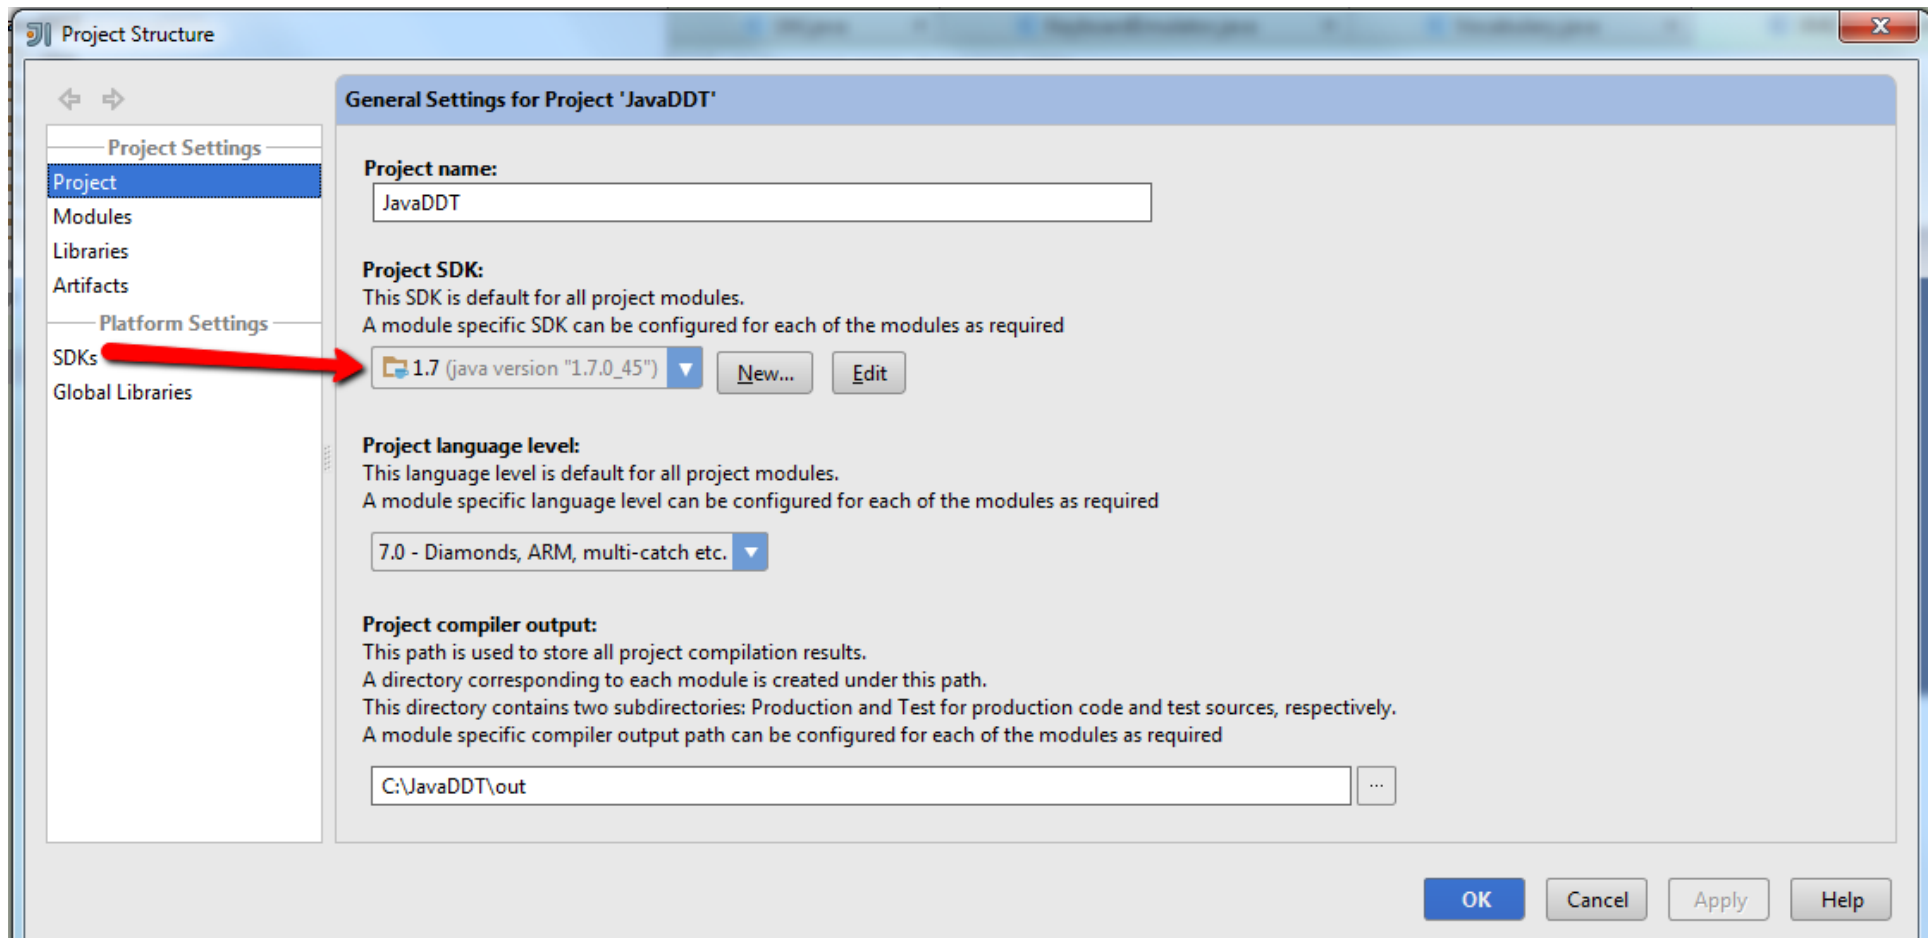 Project Structure
General Settings for Project 'JavaDDT'
Project Settings
Project
Modules
Libraries
Artifacts
Platform Settings
SDKs
Global Libraries
Project name:
JavaDDT
Project SDK:
This SDK is default for all project modules.
A module specific SDK can be configured for each of the modules as required
1.7 (java version "1.7.0_45")
New...
Edit
Project language level:
This language level is default for all project modules.
A module specific language level can be configured for each of the modules as required
7.0 - Diamonds, ARM, multi-catch etc.
Project compiler output:
This path is used to store all project compilation results.
A directory corresponding to each module is created under this path.
This directory contains two subdirectories: Production and Test for production code and test sources, respectively.
A module specific compiler output path can be configured for each of the modules as required
C:\JavaDDT\out
...
OK
Cancel
Apply
Help